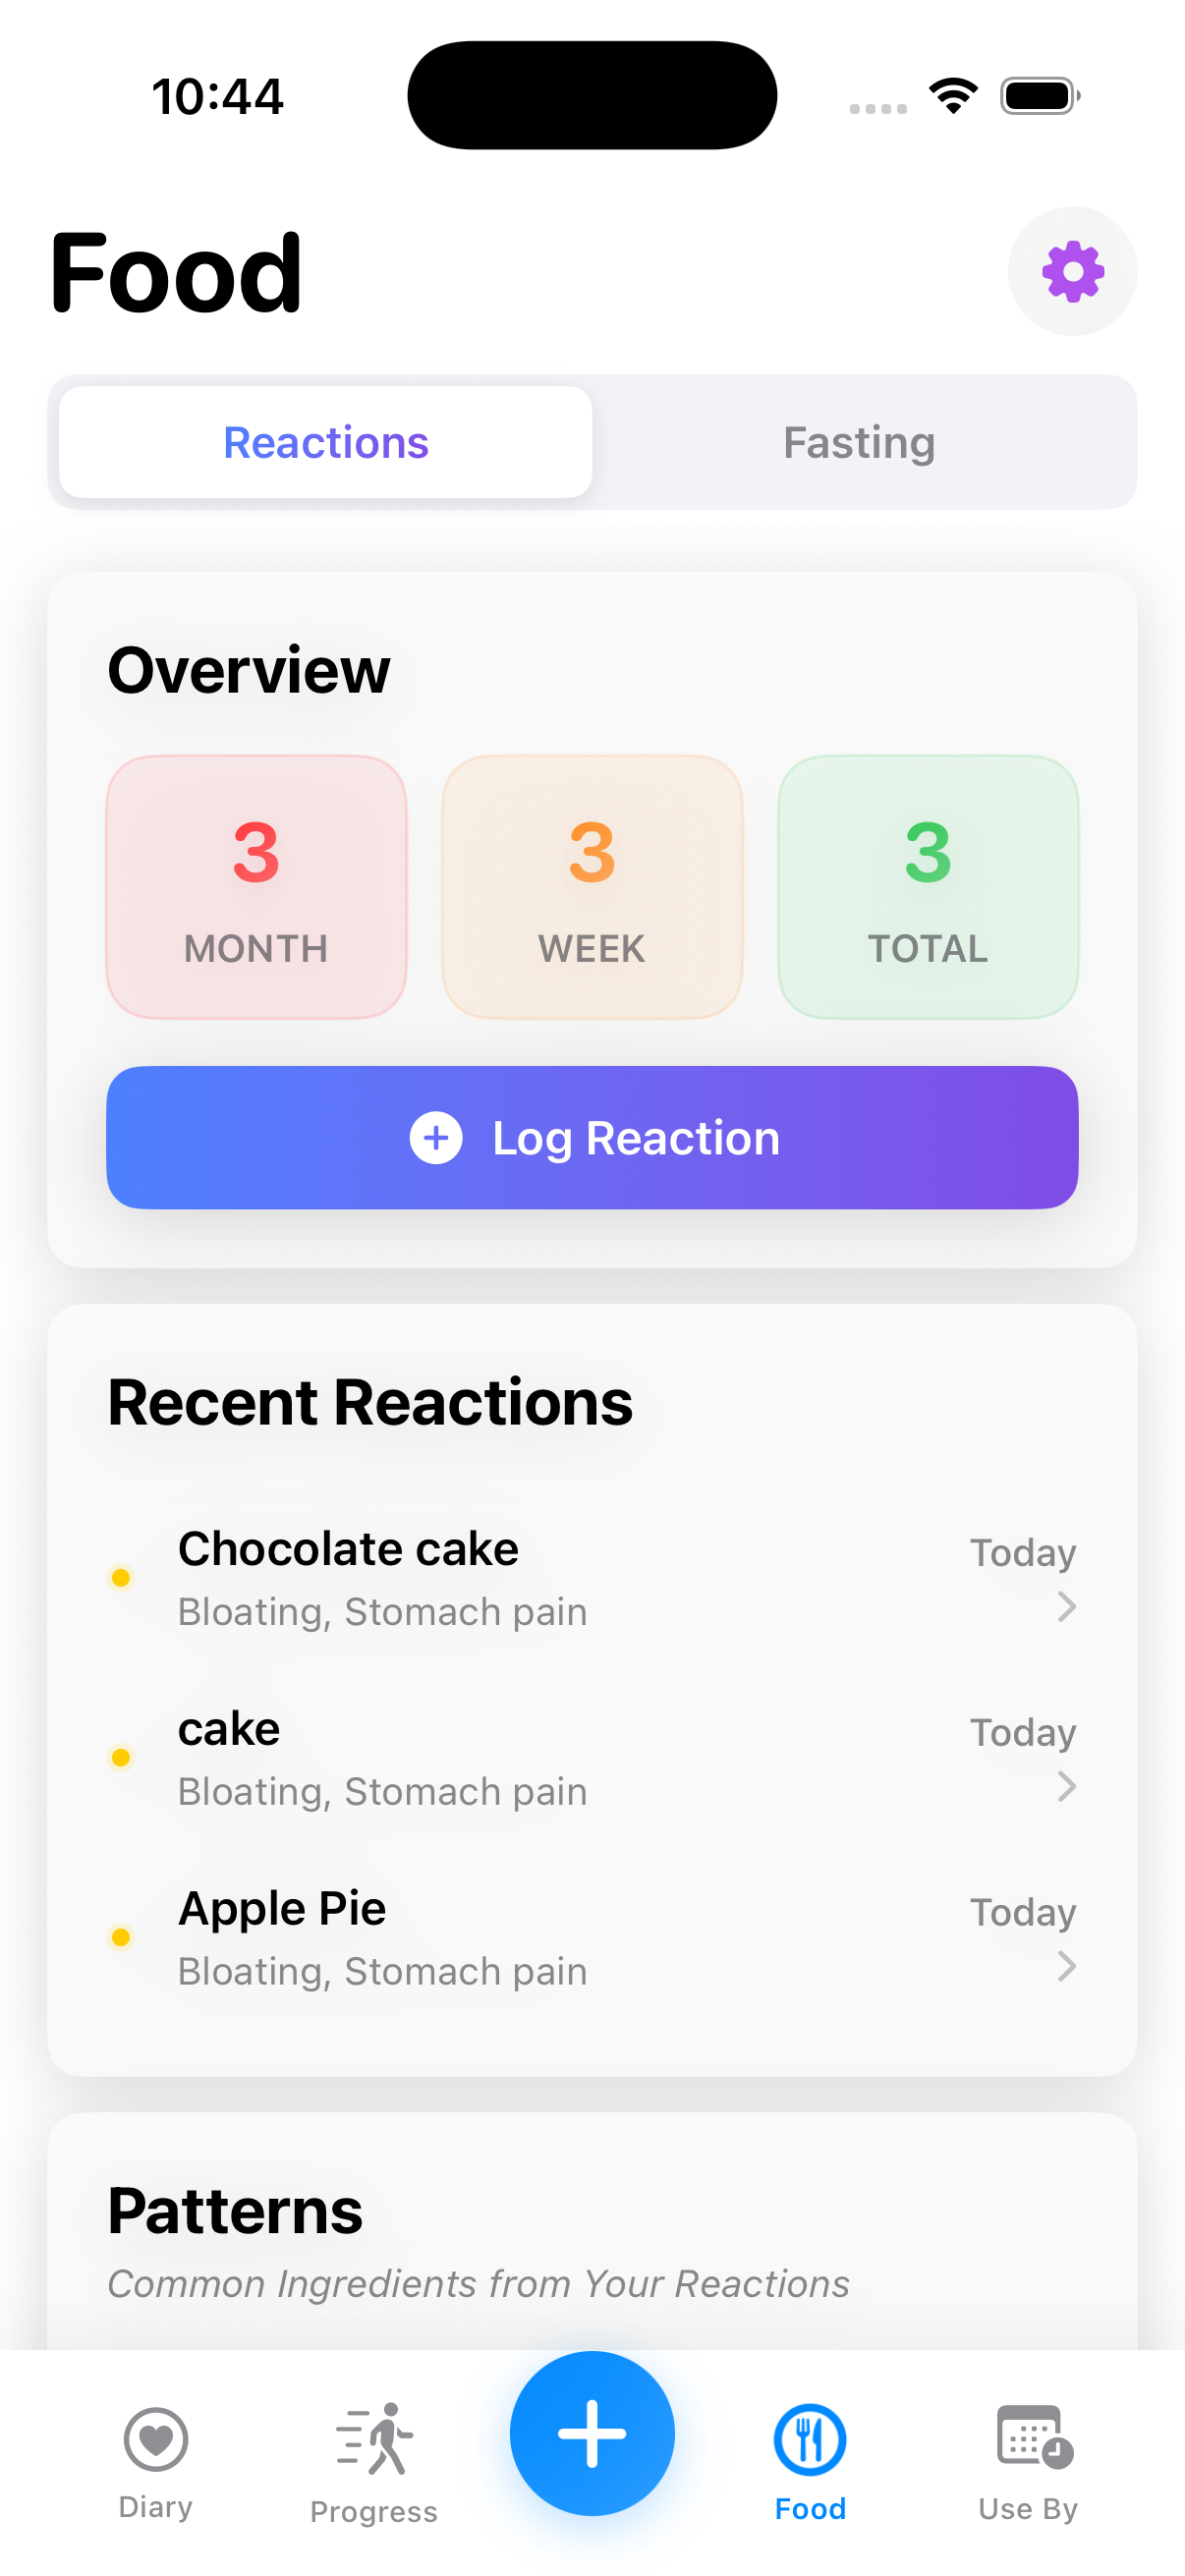 10:44
Food
Reactions
Fasting
Overview
3
MONTH
3
WEEK
3
TOTAL
Log Reaction
Recent Reactions
Chocolate cake
Today
Bloating, Stomach pain
cake
Today
Bloating, Stomach pain
Apple Pie
Today
Bloating, Stomach pain
Patterns
Common Ingredients from Your Reactions
Diary
Progress
Food
Use By